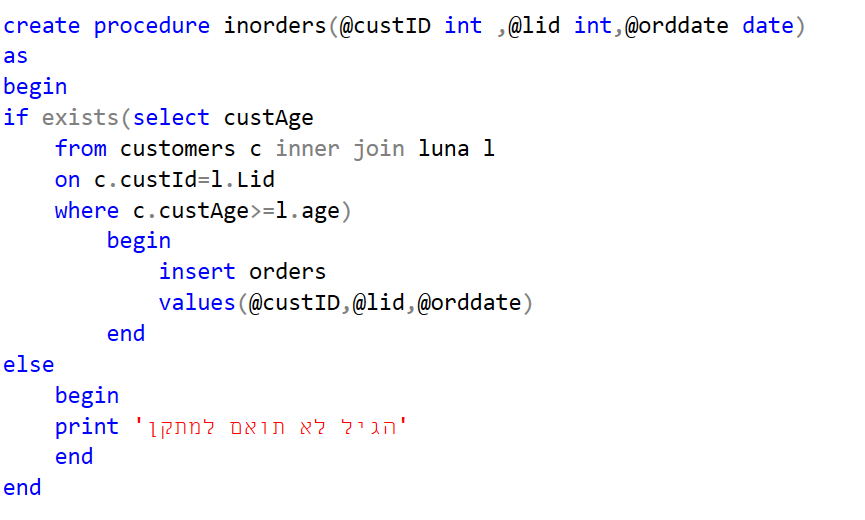 create procedure inorders(@custID int ,@lid int,@orddate date)
as
begin
if exists(select custAge
from customers c inner join luna l
on c.custId=l.Lid
where c.custAge>=l.age)
begin
insert orders
values(@custID,@lid,@orddate)
end
else
begin
print 'הגיל לא תואם למתקן'
end
end